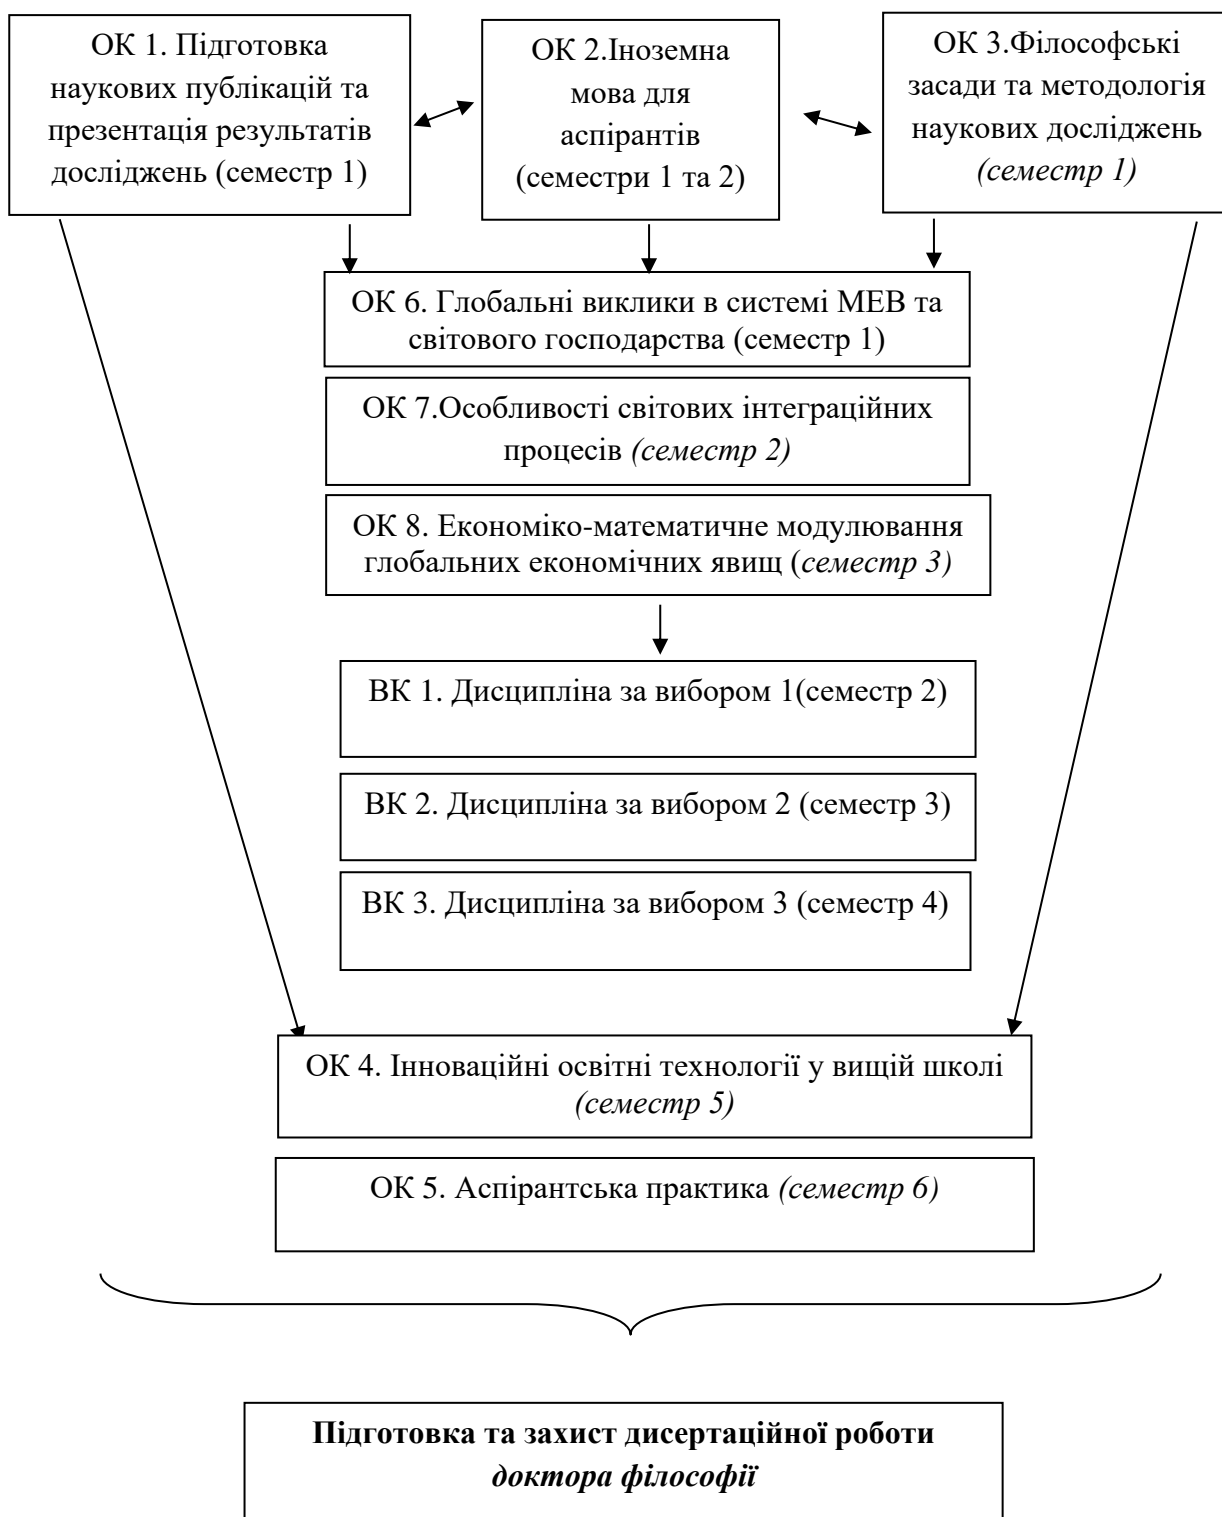 ОК 1. Підготовка
наукових публікацій та
презентація результатів
досліджень (семестр 1)
ОК 2.Іноземна
мова для
аспірантів
(семестри 1 та 2)
ОК 3.Філософські
засади та методологія
наукових досліджень
(семестр 1)
ОК 6. Глобальні виклики в системі МЕВ та
світового господарства (семестр 1)
ОК 7.Особливості світових інтеграційних
процесів (семестр 2)
ОК 8. Економіко-математичне модулювання
глобальних економічних явищ (семестр 3)
ВК 1. Дисципліна за вибором 1(семестр 2)
ВК 2. Дисципліна за вибором 2 (семестр 3)
ВК 3. Дисципліна за вибором 3 (семестр 4)
ОК 4. Інноваційні освітні технології у вищій школі
(семестр 5)
ОК 5. Аспірантська практика (семестр 6)
Підготовка та захист дисертаційної роботи
доктора філософії